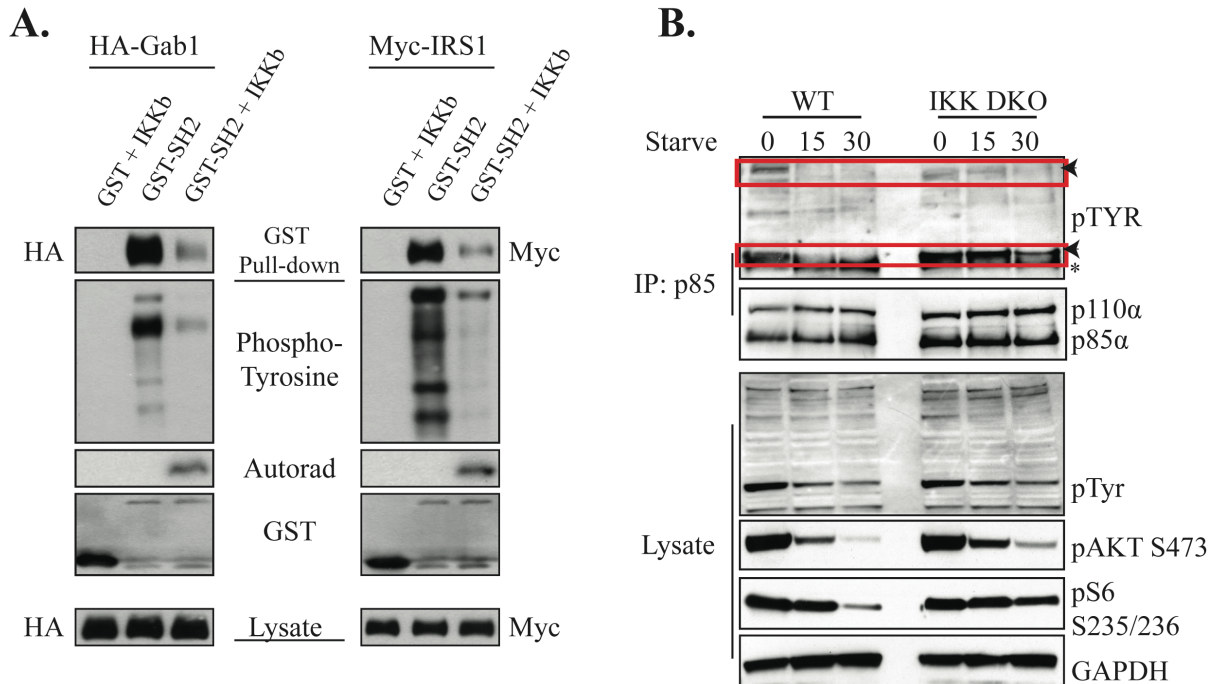 A.
HA-Gab1
Myc-IRS1
GST + IKKb
GST-SH2
GST-SH2 + IKKb
GST + IKKb
GST-SH2
GST-SH2 + IKKb
HA
GST
Pull-down
Myc
Phospho-
Tyrosine
Autorad
GST
HA
Lysate
Myc
B.
WT
IKK DKO
Starve
0 15 30
0 15 30
pTYR
*
IP: p85
p110α
p85α
pTyr
Lysate
pAKT S473
pS6
S235/236
GAPDH